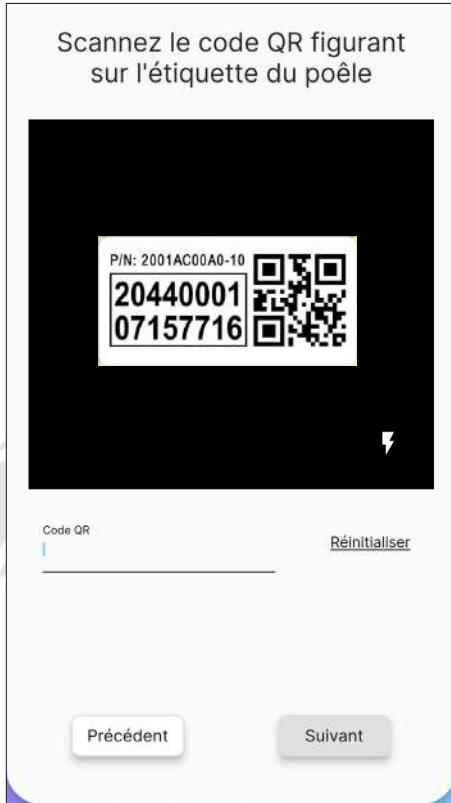 Scannez le code QR figurant
sur l'étiquette du poêle
P/N: 2001AC00A0-10
20440001
07157716
Code QR
Réinitialiser
Précédent
Suivant